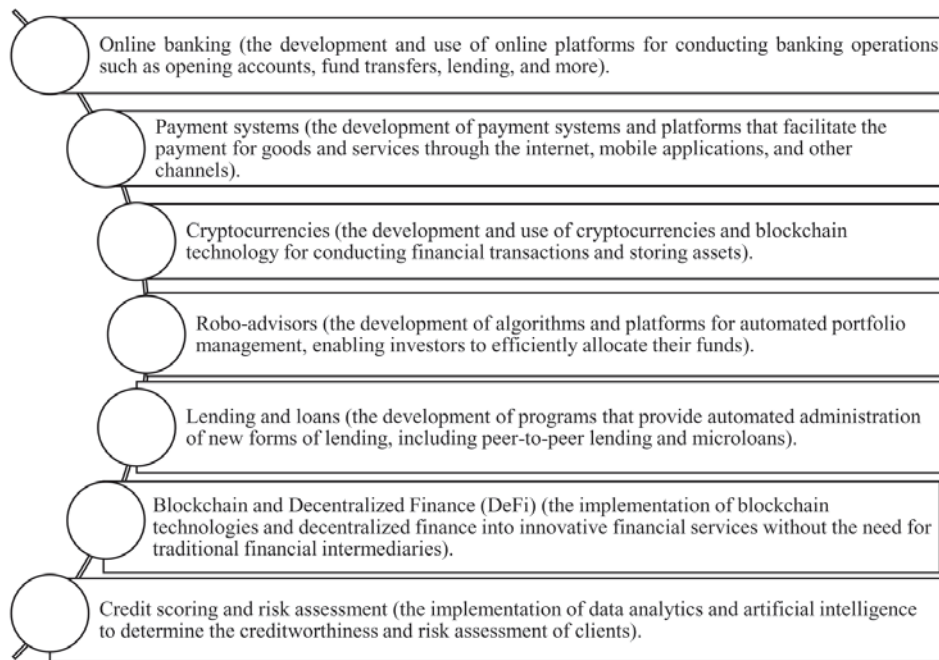 Online banking (the development and use of online platforms for conducting banking operations
such as opening accounts, fund transfers, lending, and more).
Payment systems (the development of payment systems and platforms that facilitate the
payment for goods and services through the internet, mobile applications, and other
channels).
Cryptocurrencies (the development and use of cryptocurrencies and blockchain
technology for conducting financial transactions and storing assets).
Robo-advisors (the development of algorithms and platforms for automated portfolio
management, enabling investors to efficiently allocate their funds).
Lending and loans (the development of programs that provide automated administration
of new forms of lending, including peer-to-peer lending and microloans).
Blockchain and Decentralized Finance (DeFi) (the implementation of blockchain
technologies and decentralized finance into innovative financial services without the need for
traditional financial intermediaries).
Credit scoring and risk assessment (the implementation of data analytics and artificial intelligence
to determine the creditworthiness and risk assessment of clients).